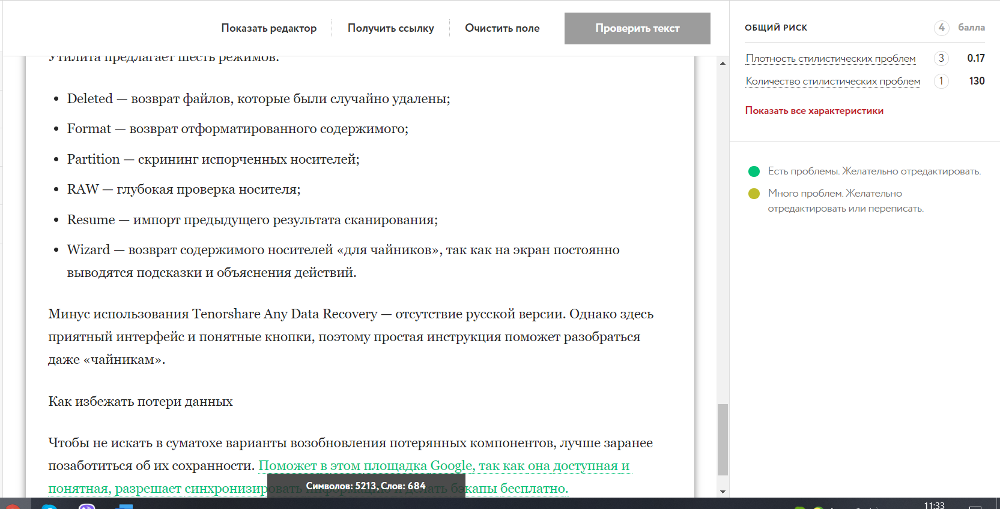 Показать редактор
Получить ссылку
Очистить поле
Проверить текст
Утилита предлагает шесть режимов.
• Deleted — возврат файлов, которые были случайно удалены;
• Format — возврат отформатированного содержимого;
• Partition — скрининг испорченных носителей;
• RAW — глубокая проверка носителя;
• Resume — импорт предыдущего результата сканирования;
• Wizard — возврат содержимого носителей «для чайников», так как на экран постоянно
выводятся подсказки и объяснения действий.
Минус использования Tenorshare Any Data Recovery — отсутствие русской версии. Однако здесь
приятный интерфейс и понятные кнопки, поэтому простая инструкция поможет разобраться
даже «чайникам».
Как избежать потери данных
Чтобы не искать в суматохе варианты возобновления потерянных компонентов, лучше заранее
позаботиться об их сохранности. Поможет в этом площадка Google, так как она доступная и
понятная, разрешает синхронизировать информацию и делать бэкапы бесплатно.
Символов: 5213, Слов: 684
ОБЩИЙ РИСК 4 балла
Плотность стилистических проблем 3 0.17
Количество стилистических проблем 1 130
Показать все характеристики
Есть проблемы. Желательно отредактировать.
Много проблем. Желательно
отредактировать или переписать.
11:33